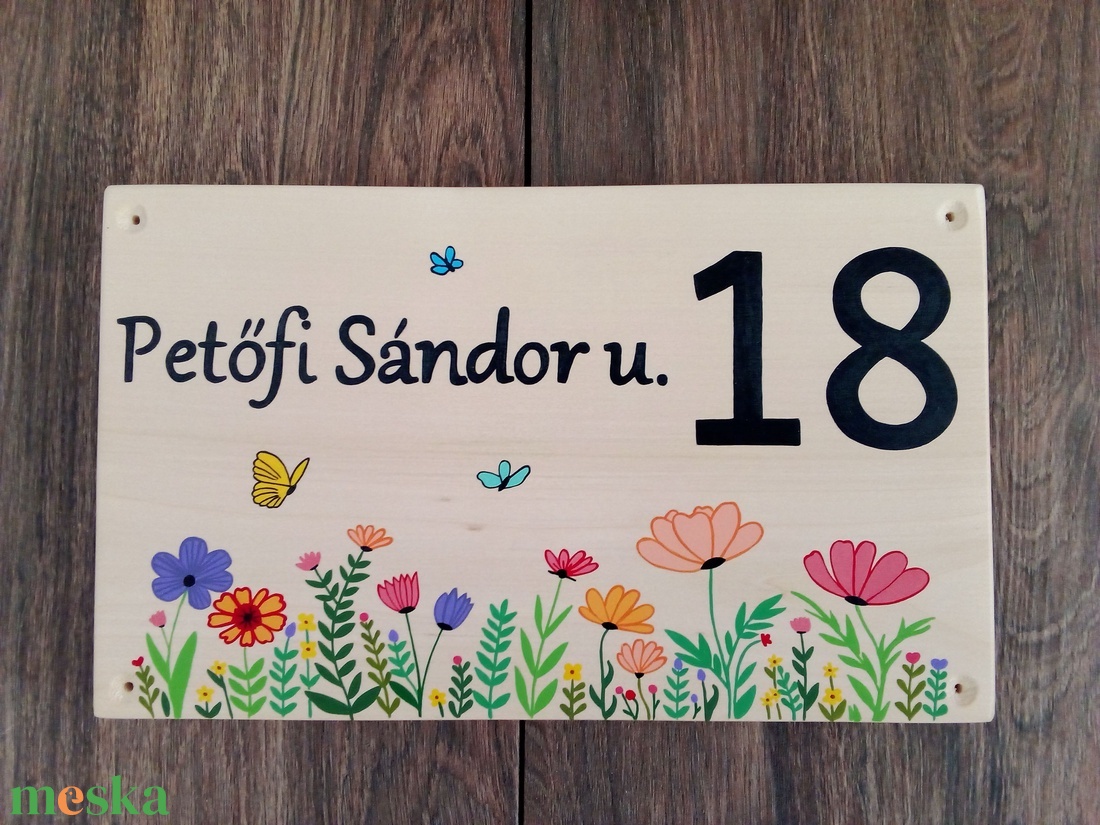 Petőfi Sándor u. 18
meska